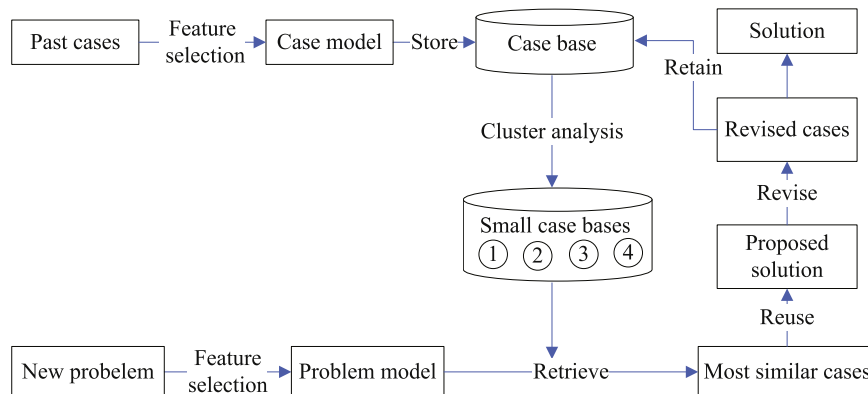 Past cases
Feature
selection
Case model
Store
Case base
Retain
Solution
Revised cases
Cluster analysis
Revise
Small case bases
1 2 3 4
Proposed
solution
Reuse
New probelem
Feature
selection
Problem model
Retrieve
Most similar cases